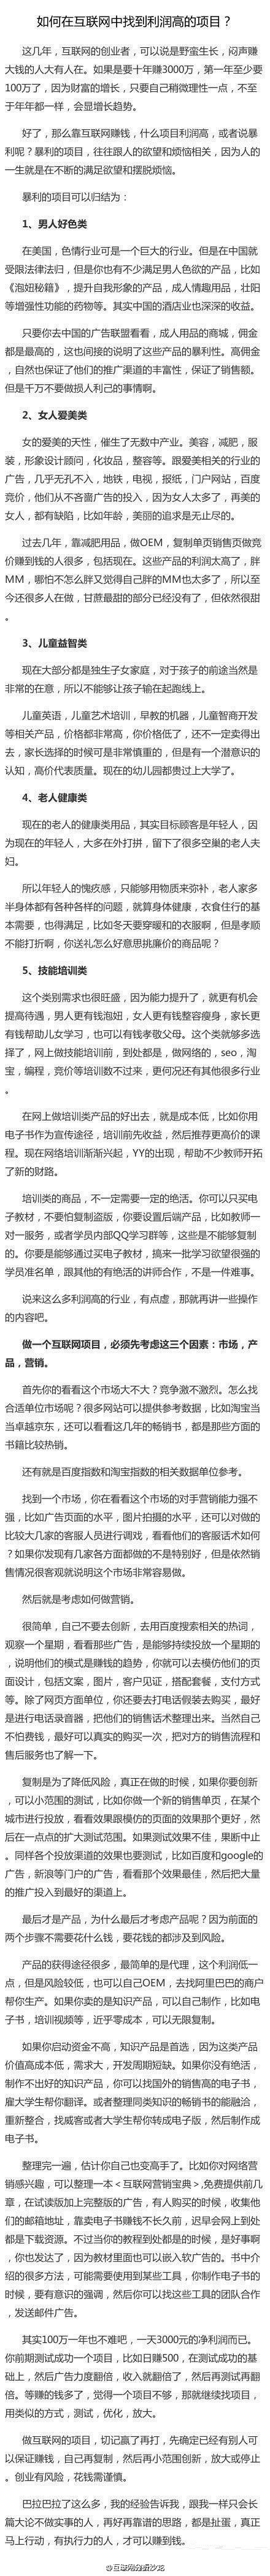 如何在互联网中找到利润高的项目？
这几年，互联网的创业者，可以说是野蛮生长，闷声赚
大钱的人大有人在。如果是要十年赚3000万，第一年至少要
100万了，因为财富的增长，只要自己稍微理性一点，不至
于年年都一样，会显增长趋势。
好了，那么靠互联网赚钱，什么项目利润高，或者说暴
利呢？暴利的项目，往往跟人的欲望和烦恼相关，因为人的
一生就是在不断的满足欲望和摆脱烦恼。
暴利的项目可以归结为：
1、男人好色类
在美国，色情行业可是一个巨大的行业。但是在中国就
受限法律法归，但是你也有不少满足男人色欲的产品，比如
《泡妞秘籍》，提升自我形象的产品，成人情趣用品，壮阳
等增强性功能的药物等。其实中国的酒店业也深深的收益。
只要你去中国的广告联盟看看，成人用品的商城，佣金
都是最高的，这也间接的说明了这些产品的暴利性。高佣金
，自然也保证了他们的推广渠道的丰富性，保证了销售额。
但是千万不要做损人利己的事情啊。
2、女人爱美类
女的爱美的天性，催生了无数中产业。美容，减肥，服
装，形象设计顾问，化妆品，整容等。跟爱美相关的行业的
广告，几乎无孔不入，地铁，电视，报纸，门户网站，百度
竞价，他们从不吝啬广告的投入，因为女人太多了，再美的
女人，都有缺陷，比如年龄，美丽的追求是无止尽的。
过去几年，靠减肥用品，做OEM，复制单页销售页做竞
价赚到钱的人很多，包括现在。这些产品的利润太高了，胖
MM，哪怕不怎么胖又觉得自己胖的MM也太多了，所以至
今还很多人在做，甘蔗最甜的部分已经没有了，但依然很甜
。
3、儿童益智类
现在大部分都是独生子女家庭，对于孩子的前途当然是
非常的在意，所以不能够让孩子输在起跑线上。
儿童英语，儿童艺术培训，早教的机器，儿童智商开发
等相关产品，价格都非常高，你价格低了，还不一定卖得出
去，家长选择的时候可是非常慎重的，但是有一个潜意识的
认知，高价代表质量。现在的幼儿园都贵过上大学了。
4、老人健康类
现在的老人的健康类用品，其实目标顾客是年轻人，因
为现在的年轻人，大多在外打拼，留下了很多空巢的老人夫
妇。
所以年轻人的愧疚感，只能够用物质来弥补，老人家多
半身体都有各种各样的问题，就算身体健康，衣食住行的基
本需要，也得满足，比如冬天要穿暖和的衣服啊，但是孝顺
不能打折啊，你送礼怎么好意思挑廉价的商品呢？
5、技能培训类
这个类别需求也很旺盛，因为能力提升了，就更有机会
提高待遇，男人更有钱泡妞，女人更有钱整容瘦身，家长更
有钱帮助儿女学习，也可以有钱孝敬父母。这个类就够多选
择了，网上做技能培训前，到处都是，做网络的，seo，淘
宝，编程，竞价等培训数不过来，更何况还有其他很多行业
。
在网上做培训类产品的好出去，就是成本低，比如你用
电子书作为宣传途径，培训前先收益，然后推荐更高价的课
程。现在网络培训渐渐兴起，YY的出现，帮助不少教师开拓
了新的财路。
培训类的商品，不一定需要一定的绝活。你可以只买电
子教材，不要怕复制盗版，你要设置后端产品，比如教师一
对一服务，或者学员内部QQ学习群等，这些是不能够复制
的。你要是能够通过买电子教材，搞来一批学习欲望很强的
学员准名单，跟其他的有绝活的讲师合作，不是一件难事。
说来这么多利润高的行业，有点虚，那就再讲一些操作
的内容吧。
做一个互联网项目，必须先考虑这三个因素：市场，产
品，营销。
首先你的看看这个市场大不大？竞争激不激烈。怎么找
合适单位市场呢？很多网站可以提供参考数据，比如淘宝当
当卓越京东，还可以看看这几年的畅销书，都是那些方面的
书籍比较热销。
还有就是百度指数和淘宝指数的相关数据单位参考。
找到一个市场，你在看看这个市场的对手营销能力强不
强，比如广告页面的水平，图片拍摄的水平，还可以对做的
比较大几家的客服人员进行调戏，看看他们的客服话术如何
？如果你发现有几家各方面都做的不是特别好，但是依然销
售情况很客观就说明这个市场非常容易做。
然后就是考虑如何做营销。
很简单，自己不要去创新，去用百度搜索相关的热词，
观察一个星期，看看那些广告，是能够持续投放一个星期的
，说明他们的模式是赚钱的趋势，你就可以去模仿他们的页
面设计，包括文案，图片，客户见证，搭配套餐，支付方式
等。除了网页方面单位，你还要去打电话假装去购买，最好
是进行电话录音器，把他们的销售话术整理出来。当然自己
不怕费钱，最好可以真实的购买一次，把对方的销售流程和
售后服务也了解一下。
复制是为了降低风险，真正在做的时候，如果你要创新
，可以小范围的测试，比如你做一个新的销售单页，在某个
城市进行投放，看看效果跟模仿的页面的效果那个更好，然
后在一点点的扩大测试范围。如果测试效果不佳，果断中止
。同样各个投放渠道的效果也要测试，比如百度和google的
广告，新浪等门户的广告，看看那个效果最佳，然后把大量
的推广投入到最好的渠道上。
最后才是产品，为什么最后才考虑产品呢？因为前面的
两个步骤不需要花什么钱，要花钱的都涉及到风险。
产品的获得途径很多，最简单的是代理，这个利润低一
点，但是风险较低，也可以自己OEM，去找阿里巴巴的商户
帮你生产。如果你卖的是知识产品，可以自己制作，比如电
子书，培训视频等，近乎零成本，可以无限复制。
如果你启动资金不高，知识产品是首选，因为这类产品
价值高成本低，需求大，开发周期短缺。如果你没有绝活，
制作不出好的知识产品，你可以找国外的销售高的电子书，
雇大学生帮你翻译。或者整理同类知识的畅销书的能融洽，
重新整合，找威客或者大学生帮你转成电子版，然后制作成
电子书。
整理完一遍，估计你自己也变高手了。比如你对网络营
销感兴趣，可以整理一本＜互联网营销宝典＞,免费提供前几
章，在试读版加上完整版的广告，有人购买的时候，收集他
们的邮箱地址，靠卖电子书赚钱不长久前，迟早会网上到处
都是下载资源。不过当你的教程到处都是的时候，是好事啊
，你也发达了，因为教材里面也可以嵌入软广告的。书中介
绍的很多方法，可能需要使用到某些工具，你制作电子书的
时候，要有意识的强调，然后你可以找这些工具的团队合作
，发送邮件广告。
其实100万一年也不难吧，一天3000元的净利润而已。
你前期测试成功一个项目，比如日赚500，在测试成功的基
础上，然后广告力度翻倍，收入就翻倍了，然后再测试再翻
倍。等赚的钱多了，觉得一个项目不够，那就继续找项目，
用类似的方式，测试，优化，放大。
做互联网的项目，切记赢了再打，先确定已经有别人可
以保证赚钱，自己再复制，然后再小范围创新，放大或停止
。创业有风险，花钱需谨慎。
巴拉巴拉了这么多，我的经验告诉我，跟我一样只会长
篇大论不做实事的人，再好再靠谱的思路，都是扯蛋，真正
马上行动，有执行力的人，才可以赚到钱。
@互联网分析沙龙